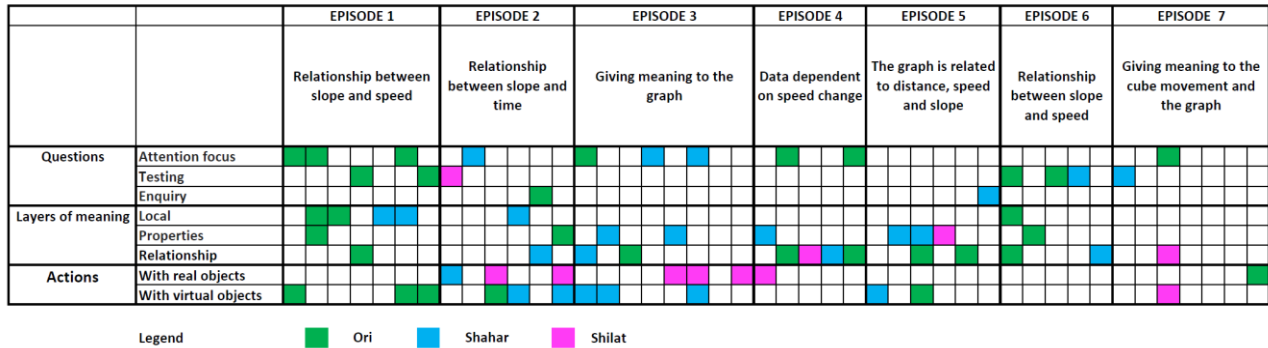 EPISODE 1 EPISODE 2 EPISODE 3 EPISODE 4 EPISODE 5 EPISODE 6 EPISODE 7
Relationship between
slope and speed
Relationship
between slope and
time
Giving meaning to the
graph
Data dependent
on speed change
The graph is related
to distance, speed
and slope
Relationship
between slope
and speed
Giving meaning to the
cube movement and
the graph
Questions Attention focus
Testing
Enquiry
Layers of meaning Local
Properties
Relationship
Actions With real objects
With virtual objects
Legend Ori Shahar Shilat